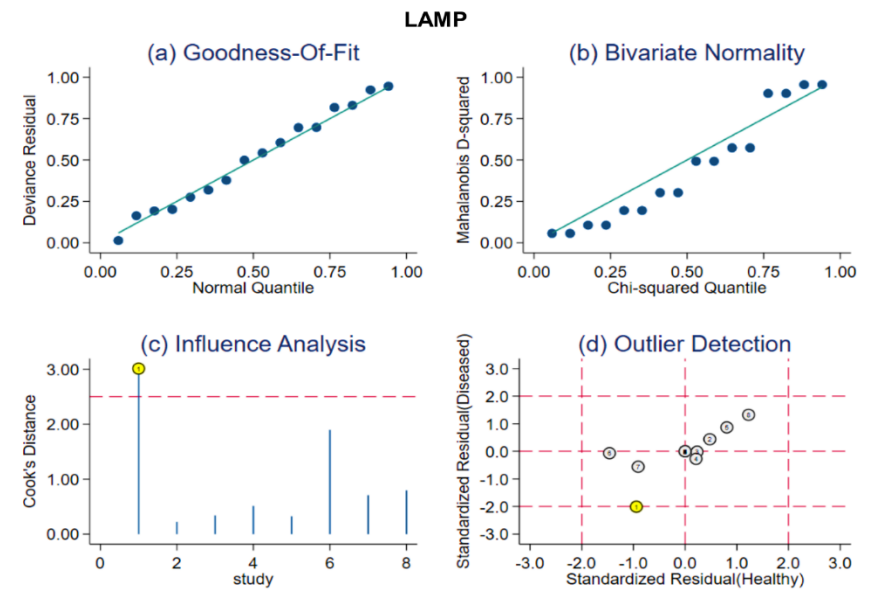 LAMP
(a) Goodness-Of-Fit
Deviance Residual
1.00
0.75
0.50
0.25
0.00
0.00 0.25 0.50 0.75 1.00
Normal Quantile
(b) Bivariate Normality
Mahalanobis D-squared
1.00
0.75
0.50
0.25
0.00
0.00 0.25 0.50 0.75 1.00
Chi-squared Quantile
(c) Influence Analysis
Cook's Distance
3.00
2.00
1.00
0.00
1
0 2 4 6 8
study
(d) Outlier Detection
Standardized Residual(Diseased)
3.0
2.0
1.0
0.0
-1.0
-2.0
-3.0
2
4
7
1
-3.0 -2.0 -1.0 0.0 1.0 2.0 3.0
Standardized Residual(Healthy)